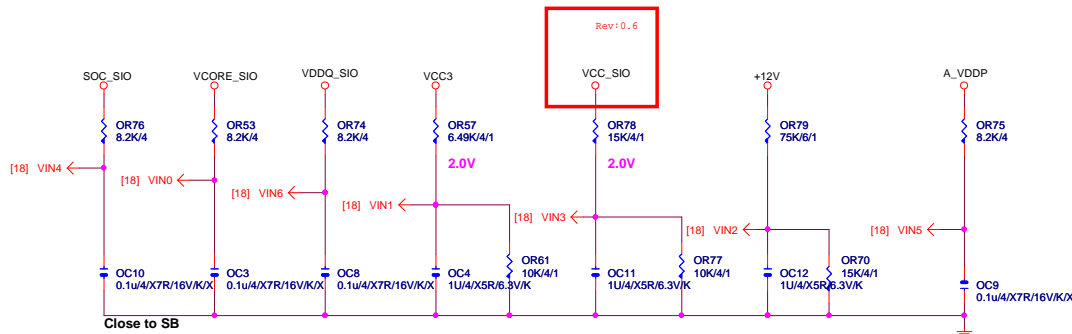 Rev:0.6
SOC_SIO
VCORE_SIO
VDDQ_SIO
VCC3
VCC_SIO
+12V
A_VDDP
OR76
8.2K/4
OR53
8.2K/4
OR74
8.2K/4
OR57
6.49K/4/1
OR78
15K/4/1
OR79
75K/6/1
OR75
8.2K/4
2.0V
2.0V
[18] VIN4
[18] VIN0
[18] VIN6
[18] VIN1
[18] VIN3
[18] VIN2
[18] VIN5
OR61
10K/4/1
OR77
10K/4/1
OR70
15K/4/1
OC10
0.1u/4/X7R/16V/K/X
OC3
0.1u/4/X7R/16V/K/X
OC8
0.1u/4/X7R/16V/K/X
OC4
1U/4/X5R/6.3V/K
OC11
1U/4/X5R/6.3V/K
OC12
1U/4/X5R/6.3V/K
OC9
0.1u/4/X7R/16V/K/X
Close to SB